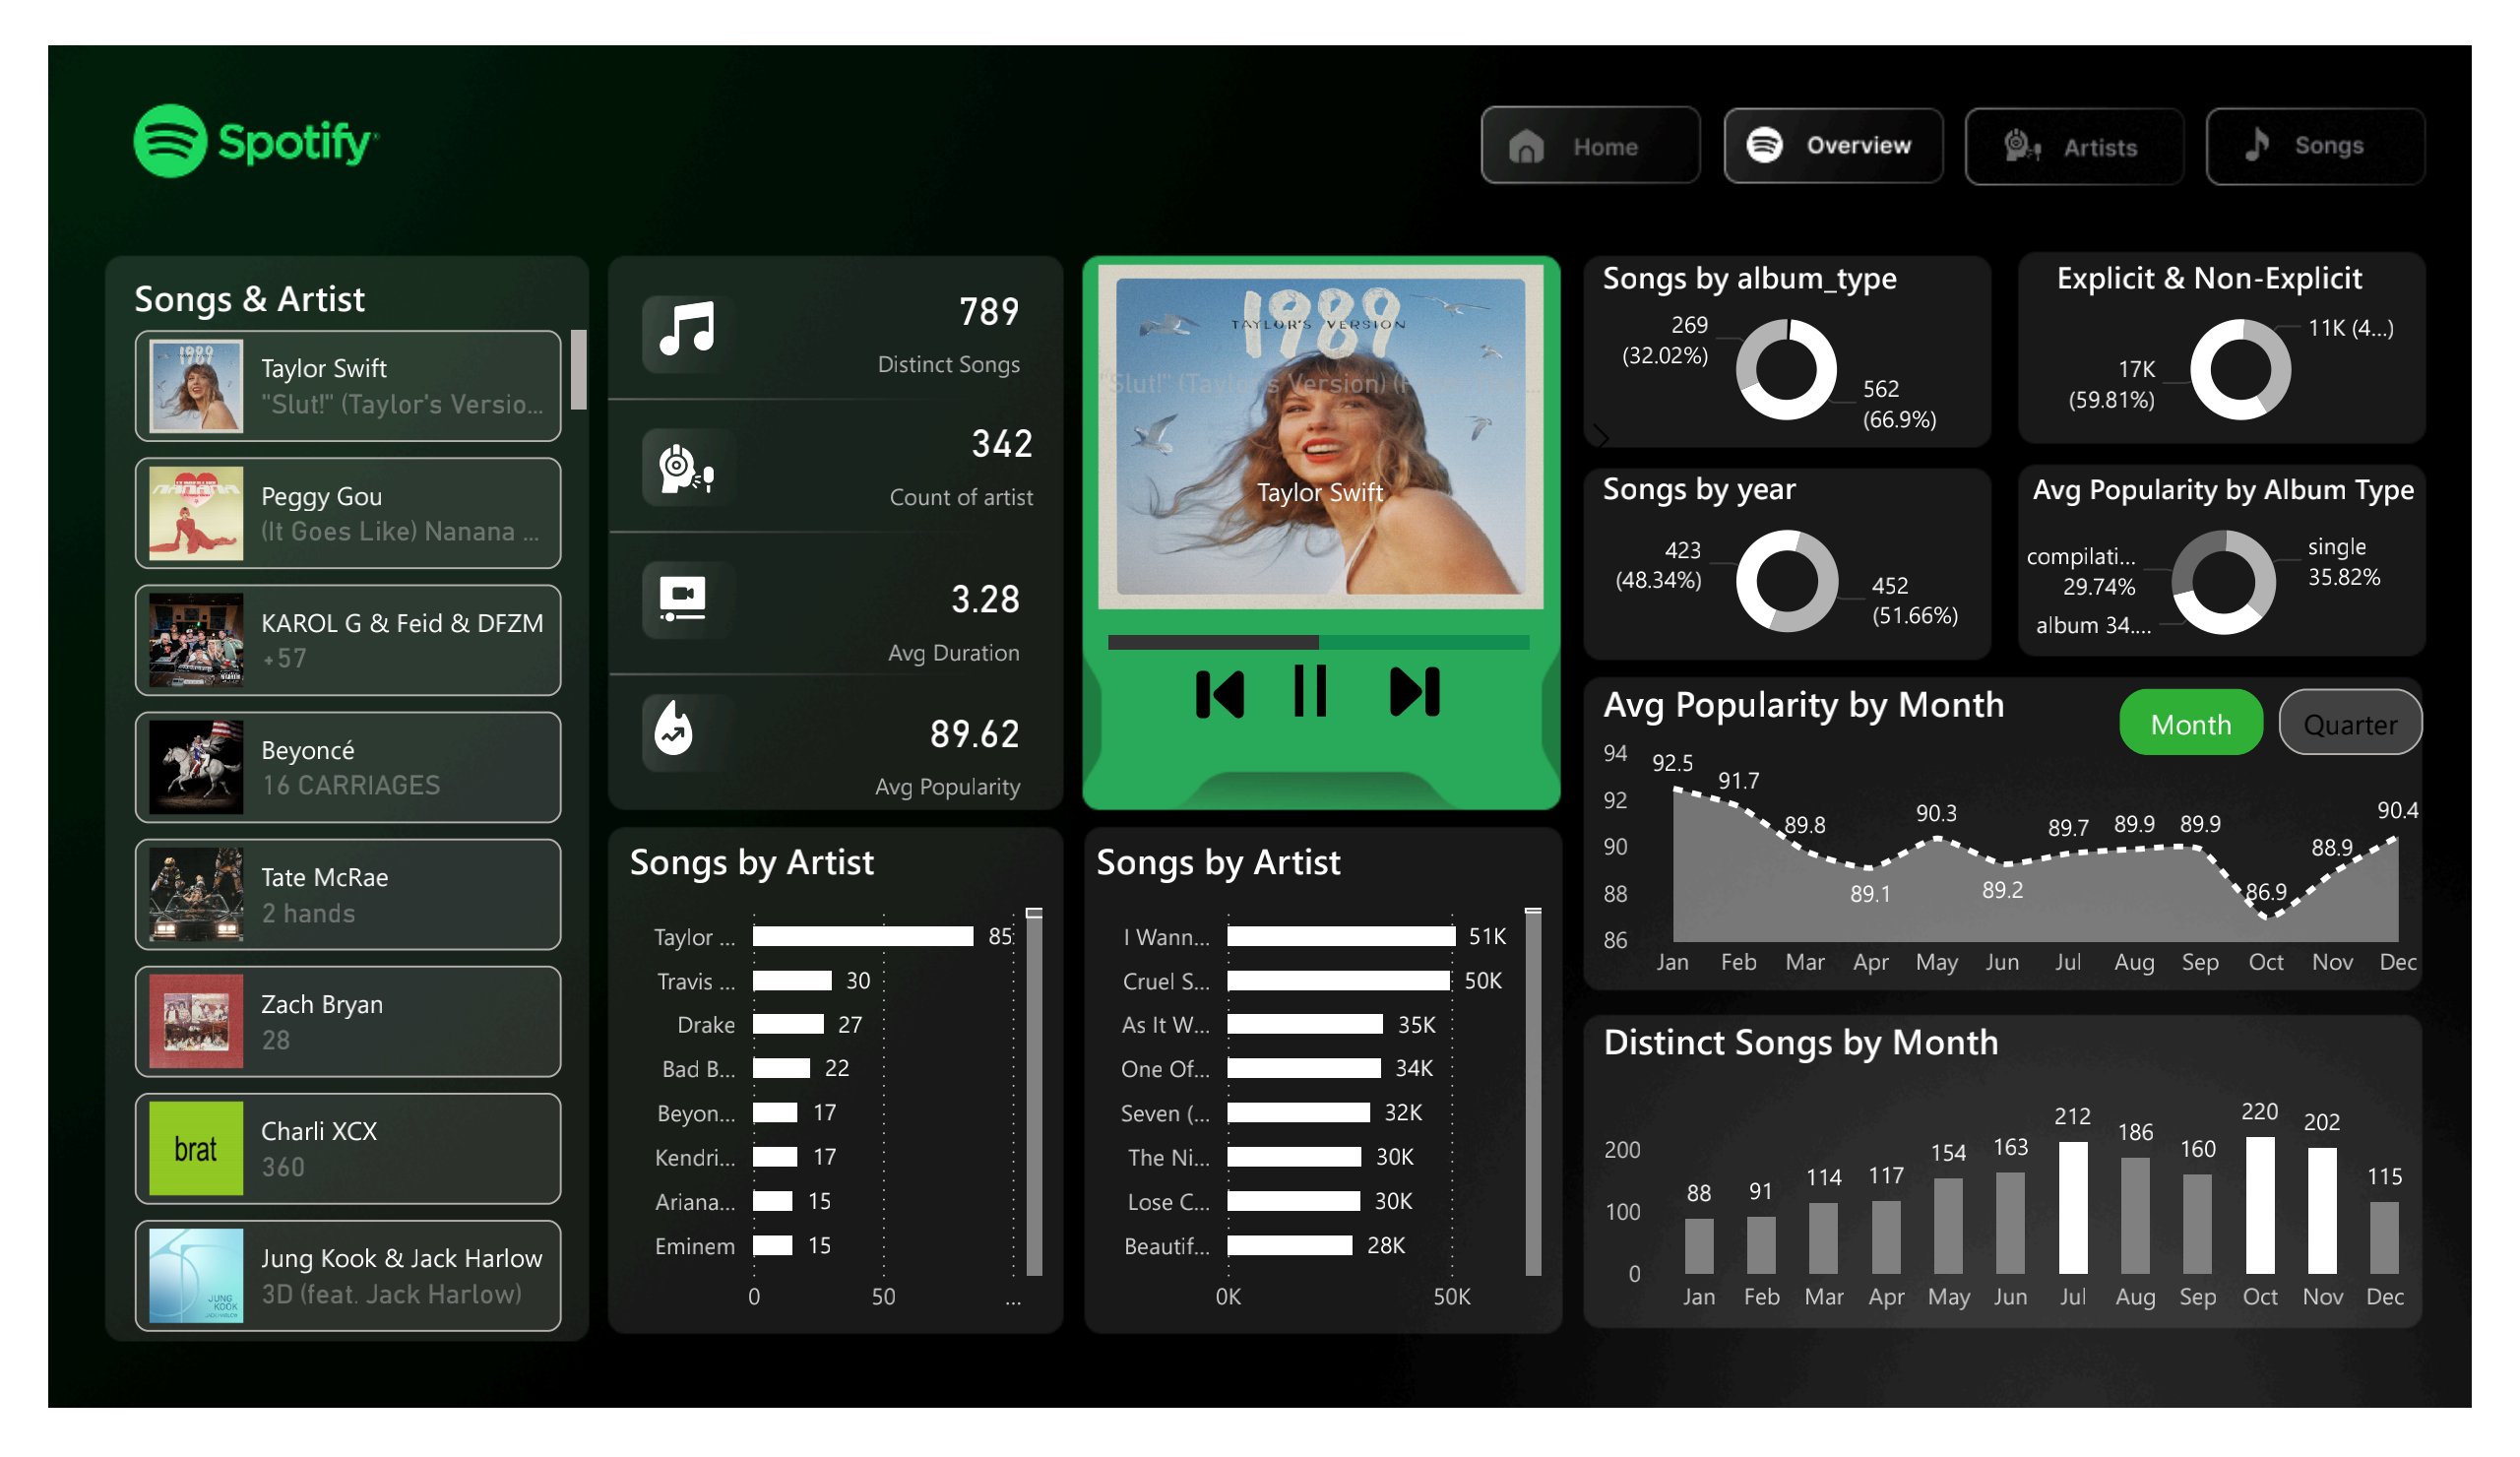 Spotify
Home
Overview
Artists
Songs
Songs & Artist
Taylor Swift
"Slut!" (Taylor's Versio...
Peggy Gou
(It Goes Like) Nanana ...
KAROL G & Feid & DFZM
+57
Beyoncé
16 CARRIAGES
Tate McRae
2 hands
Zach Bryan
28
brat
Charli XCX
360
JUNG
KOOK
JACK HARLOW
Jung Kook & Jack Harlow
3D (feat. Jack Harlow)
789
Distinct Songs
342
Count of artist
3.28
Avg Duration
89.62
Avg Popularity
1989
TAYLOR'S VERSION
"Slut!" (Taylor's Version) (
Taylor Swift
Songs by Artist
Taylor ... 85
Travis ... 30
Drake 27
Bad B... 22
Beyon... 17
Kendri... 17
Ariana... 15
Eminem 15
0 50 ...
Songs by Artist
I Wann... 51K
Cruel S... 50K
As It W... 35K
One Of... 34K
Seven (... 32K
The Ni... 30K
Lose C... 30K
Beautif... 28K
0K 50K
Songs by album_type
269
(32.02%)
562
(66.9%)
Explicit & Non-Explicit
11K (4...)
17K
(59.81%)
Songs by year
423
(48.34%)
452
(51.66%)
Avg Popularity by Album Type
compilati...
29.74%
single
35.82%
album 34....
Avg Popularity by Month
Month
Quarter
94
92
90
88
86
92.5 91.7 89.8 89.1 90.3 89.2 89.7 89.9 89.9 86.9 88.9 90.4
Jan Feb Mar Apr May Jun Jul Aug Sep Oct Nov Dec
Distinct Songs by Month
200
100
0
88 91 114 117 154 163 212 186 160 220 202 115
Jan Feb Mar Apr May Jun Jul Aug Sep Oct Nov Dec